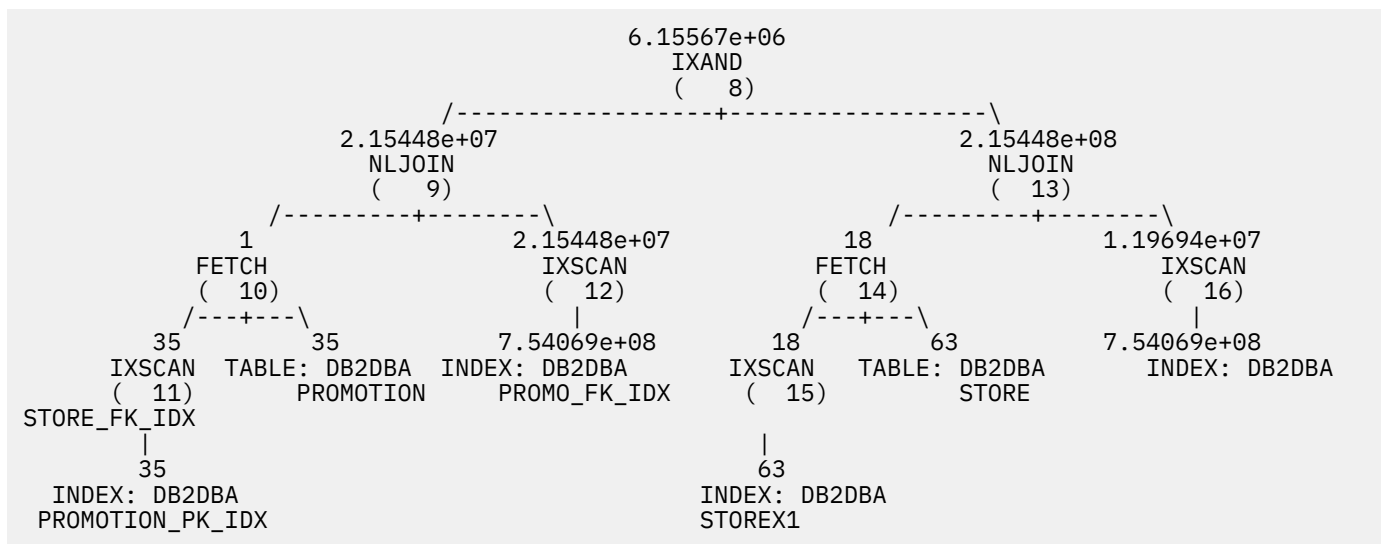 6.15567e+06
IXAND
(   8)
/------------------+------------------\
2.15448e+07                                2.15448e+08
NLJOIN                                     NLJOIN
(   9)                                     (  13)
/---------+--------\                       /---------+--------\
1                  2.15448e+07             18                 1.19694e+07
FETCH              IXSCAN                  FETCH              IXSCAN
(  10)             (  12)                  (  14)             (  16)
/---+---\          |                       /---+---\          |
35         35           7.54069e+08        18         63           7.54069e+08
IXSCAN  TABLE: DB2DBA  INDEX: DB2DBA       IXSCAN   TABLE: DB2DBA       INDEX: DB2DBA
(  11)       PROMOTION     PROMO_FK_IDX    (  15)         STORE
STORE_FK_IDX
|                                          |
35                                         63
INDEX: DB2DBA                              INDEX: DB2DBA
PROMOTION_PK_IDX                           STOREX1